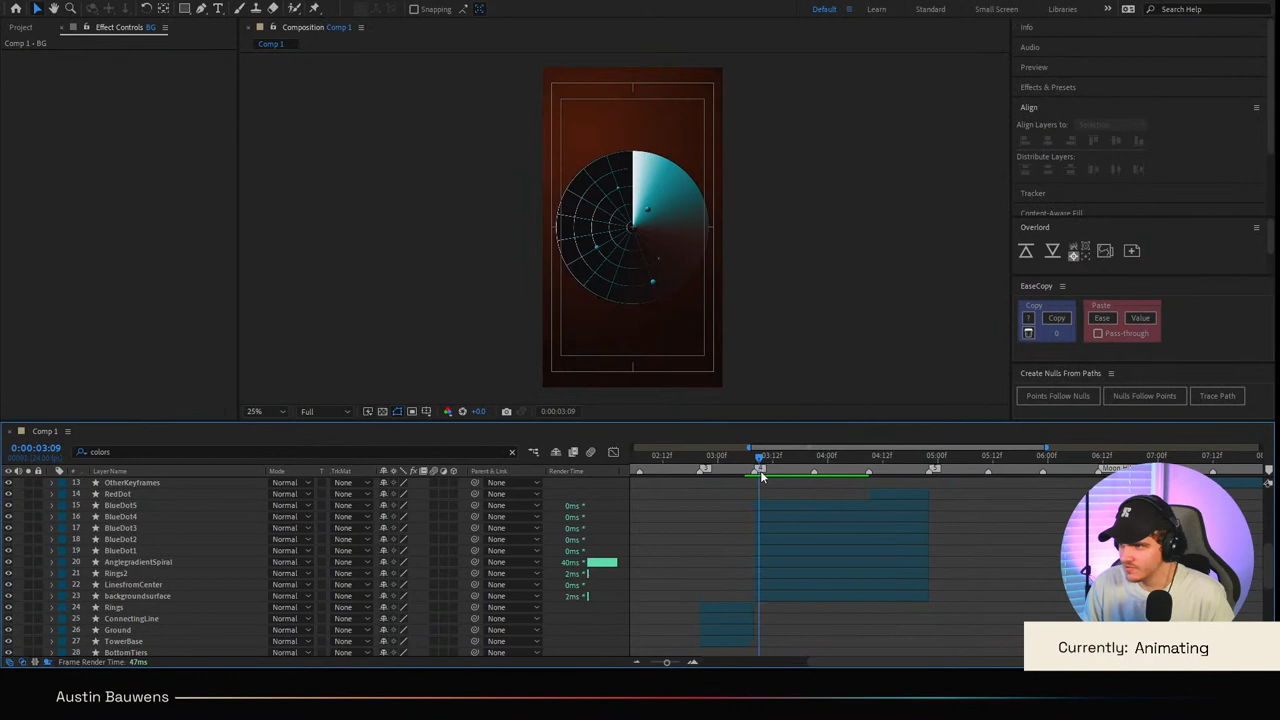 Snapping
Default
Learn
Standard
Small Screen
Libraries
Search Help
Project
Effect Controls BG
Composition Comp 1
Comp 1 · BG
Comp 1
Info
Audio
Preview
Effects & Presets
Align
Align Layers to: Selection
Distribute Layers:
Tracker
Content-Aware Fill
Overlord
EaseCopy
Copy
Paste
? Copy
Ease Value
0
Pass-through
Create Nulls From Paths
Points Follow Nulls
Nulls Follow Points
Trace Path
25%
Full
+0.0
0:00:03:09
Comp 1
0:00:03:09
colors
02:12f
03:00f
03:12f
04:00f
04:12f
05:00f
05:12f
06:00f
06:12f
07:00f
07:12f
Layer Name
Mode
T TrkMat
Parent & Link
Render Time
3
4
5
13 OtherKeyframes Normal None None
14 RedDot Normal None None
15 BlueDot5 Normal None None 0ms
16 BlueDot4 Normal None None 0ms
17 BlueDot3 Normal None None 0ms
18 BlueDot2 Normal None None 0ms
19 BlueDot1 Normal None None 0ms
20 AnglegradientSpiral Normal None None 40ms
21 Rings2 Normal None None 2ms
22 LinesfromCenter Normal None None 0ms
23 backgroundsurface Normal None None 2ms
24 Rings Normal None None
25 ConnectingLine Normal None None
26 Ground Normal None None
27 TowerBase Normal None None
28 BottomTiers Normal None None
Frame Render Time: 47ms
Currently: Animating
Austin Bauwens